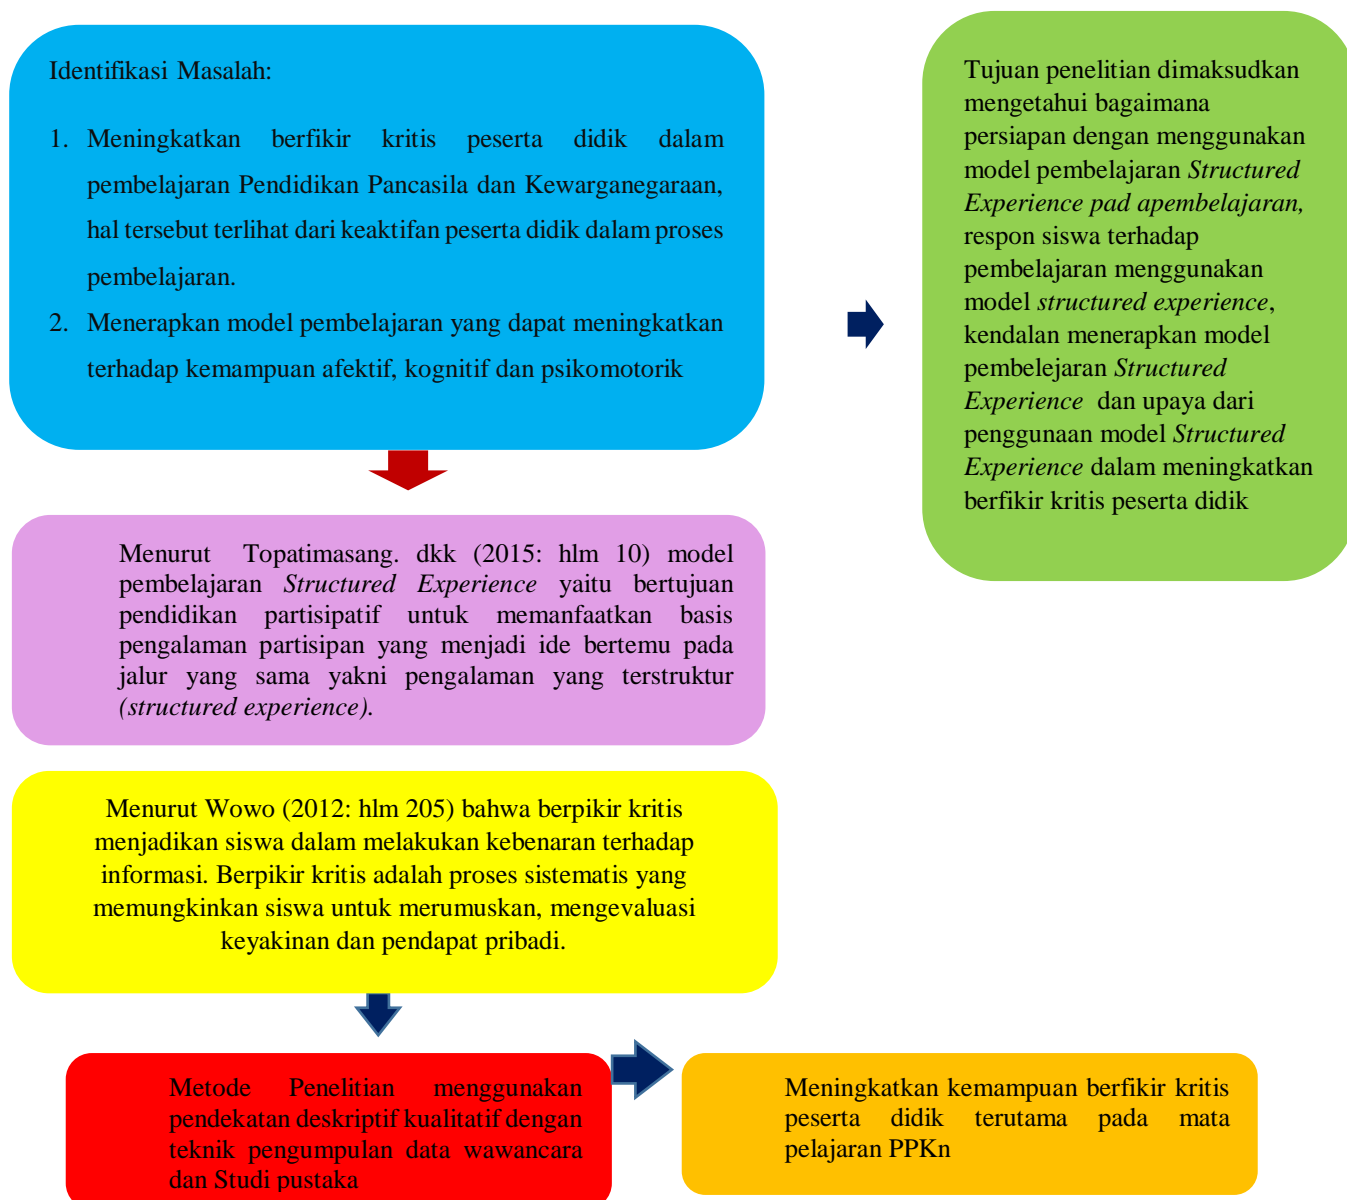 Identifikasi Masalah:
1. Meningkatkan berfikir kritis peserta didik dalam
pembelajaran Pendidikan Pancasila dan Kewarganegaraan,
hal tersebut terlihat dari keaktifan peserta didik dalam proses
pembelajaran.
2. Menerapkan model pembelajaran yang dapat meningkatkan
terhadap kemampuan afektif, kognitif dan psikomotorik
Tujuan penelitian dimaksudkan
mengetahui bagaimana
persiapan dengan menggunakan
model pembelajaran Structured
Experience pad apembelajaran,
respon siswa terhadap
pembelajaran menggunakan
model structured experience,
kendalan menerapkan model
pembelejaran Structured
Experience dan upaya dari
penggunaan model Structured
Experience dalam meningkatkan
berfikir kritis peserta didik
Menurut Topatimasang. dkk (2015: hlm 10) model
pembelajaran Structured Experience yaitu bertujuan
pendidikan partisipatif untuk memanfaatkan basis
pengalaman partisipan yang menjadi ide bertemu pada
jalur yang sama yakni pengalaman yang terstruktur
(structured experience).
Menurut Wowo (2012: hlm 205) bahwa berpikir kritis
menjadikan siswa dalam melakukan kebenaran terhadap
informasi. Berpikir kritis adalah proses sistematis yang
memungkinkan siswa untuk merumuskan, mengevaluasi
keyakinan dan pendapat pribadi.
Metode Penelitian menggunakan
pendekatan deskriptif kualitatif dengan
teknik pengumpulan data wawancara
dan Studi pustaka
Meningkatkan kemampuan berfikir kritis
peserta didik terutama pada mata
pelajaran PPKn